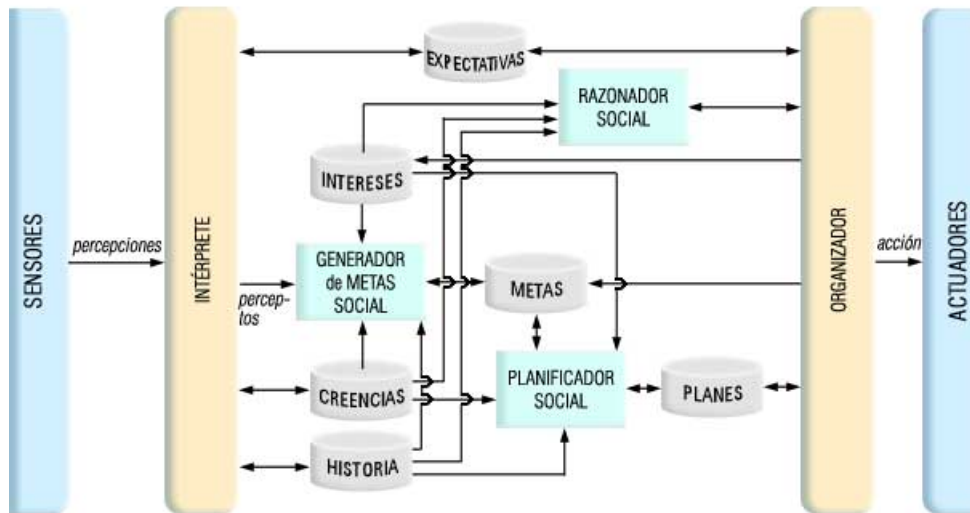 SENSORES
percepciones
INTÉRPRETE
percep-
tos
EXPECTATIVAS
RAZONADOR
SOCIAL
INTERESES
GENERADOR
de METAS
SOCIAL
METAS
CREENCIAS
PLANIFICADOR
SOCIAL
PLANES
HISTORIA
ORGANIZADOR
acción
ACTUADORES